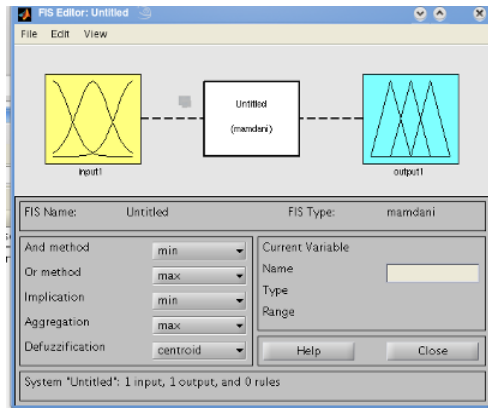 FIS Editor: Untitled
File Edit View
Untitled
(mamdani)
input1
output1
FIS Name: Untitled FIS Type: mamdani
And method min
Or method max
Implication min
Aggregation max
Defuzzification centroid
Current Variable
Name
Type
Range
Help Close
System "Untitled": 1 input, 1 output, and 0 rules